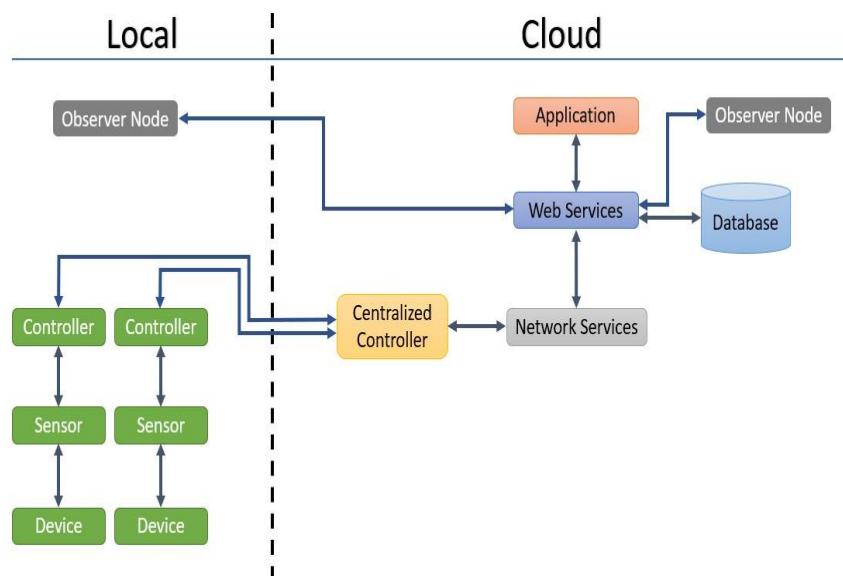 Local
Cloud
Observer Node
Application
Observer Node
Web Services
Database
Controller
Controller
Centralized
Controller
Network Services
Sensor
Sensor
Device
Device